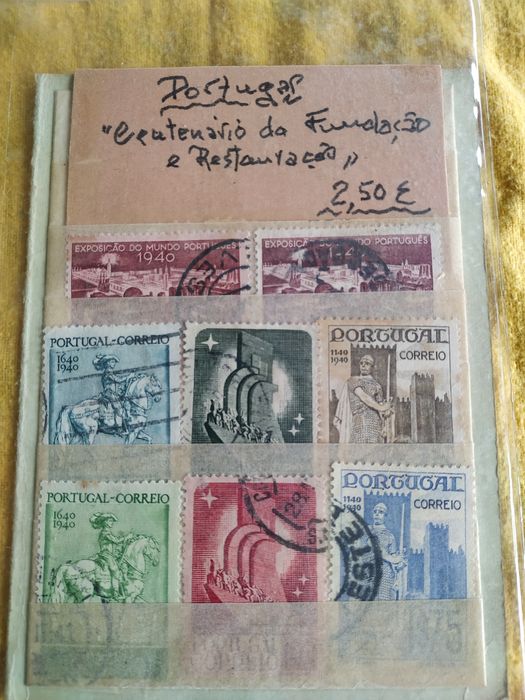 Portugal
"Centenário da Fundação
e Restauração„
2,50 €
EXPOSIÇÃO DO MUNDO PORTUGUÊS
1940
EXPOSIÇÃO DO MUNDO PORTUGUÊS
PORTUGAL-CORREIO
1640
1940
PORTUGAL
1140
1940
CORREIO
PORTUGAL-CORREIO
1640
1940
PORTUGAL
1140
1940
CORREIO